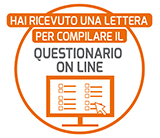 HAI RICEVUTO UNA LETTERA
PER COMPILARE IL
QUESTIONARIO
ON LINE